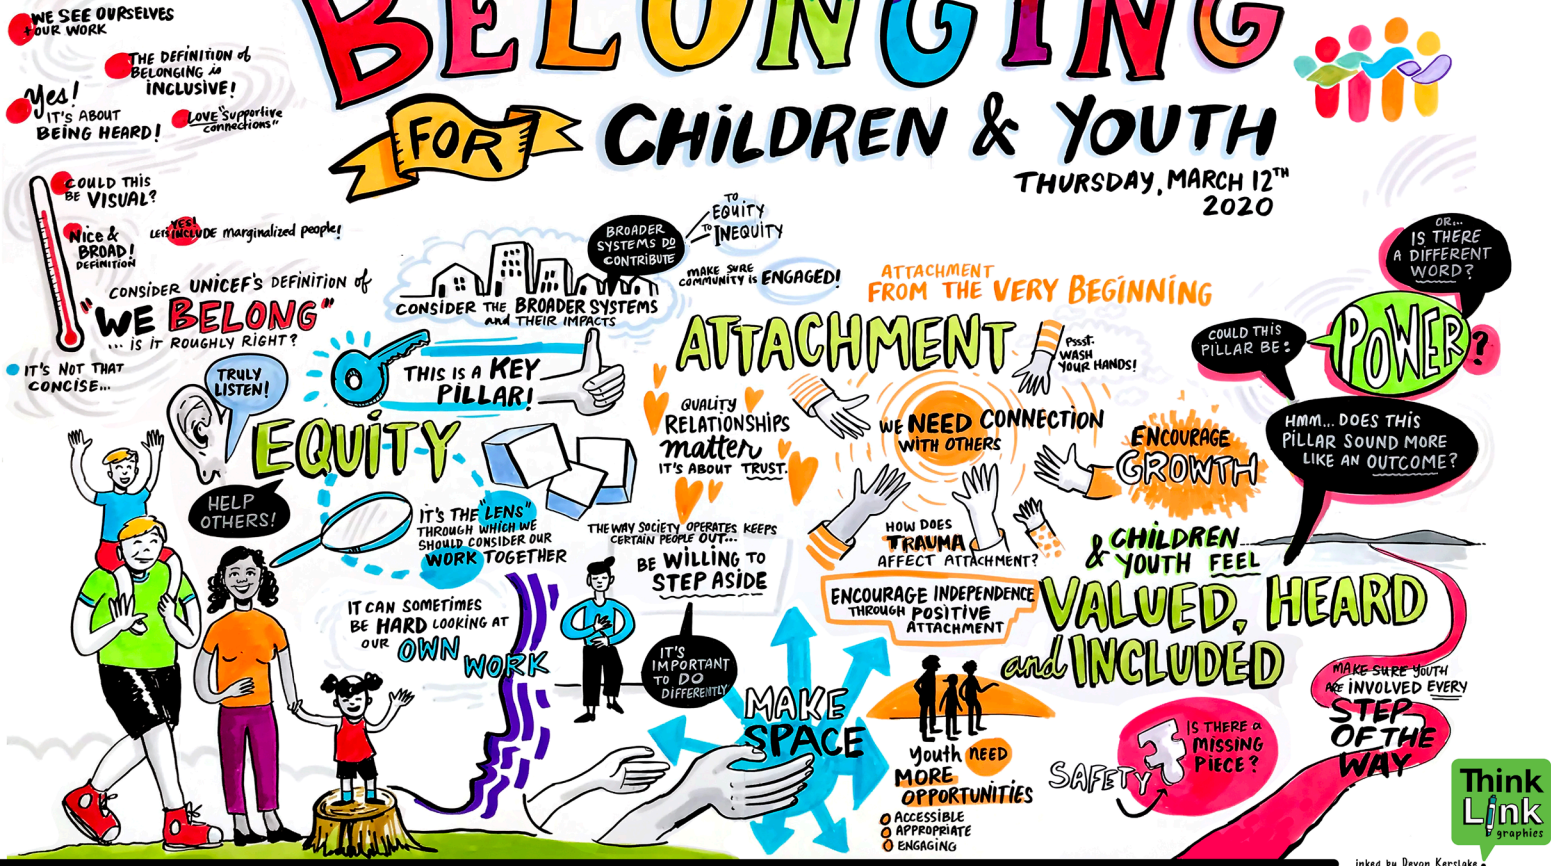 BELONGING
FOR CHiLDREN & YOUTH
THURSDAY, MARCH 12TH
2020
WE SEE OURSELVES
+ OUR WORK
THE DEFINITION of
BELONGING is
INCLUSIVE!
Yes!
IT'S ABOUT
BEING HEARD!
LOVE "supportive
connections"
COULD THIS
BE VISUAL?
Nice &
BROAD!
DEFINITION
YES!
LETS INCLUDE marginalized people!
CONSIDER UNICEF'S DEFINITION of
"WE BELONG"
... IS IT ROUGHLY RIGHT?
IT'S NOT THAT
CONCISE...
BROADER
SYSTEMS DO
CONTRIBUTE
TO
EQUITY
TO
INEQUITY
MAKE SURE
COMMUNITY is ENGAGED!
CONSIDER THE BROADER SYSTEMS
and THEIR IMPACTS
THIS IS A KEY
PILLAR!
TRULY
LISTEN!
EQUiTY
HELP
OTHERS!
IT'S THE "LENS"
THROUGH WHICH WE
SHOULD CONSIDER OUR
WORK TOGETHER
IT CAN SOMETIMES
BE HARD LOOKING AT
OUR OWN
WORK
THE WAY SOCIETY OPERATES KEEPS
CERTAIN PEOPLE OUT...
BE WILLING TO
STEP ASIDE
IT'S
IMPORTANT
TO DO
DIFFERENTLY
MAKE
SPACE
ATTACHMENT
FROM THE VERY BEGINNING
ATTACHMENT
Pssst.
WASH
YOUR HANDS!
QUALITY
RELATIONSHIPS
matter
IT'S ABOUT TRUST.
WE NEED CONNECTION
WITH OTHERS
ENCOURAGE
GROWTH
HOW DOES
TRAUMA
AFFECT ATTACHMENT?
ENCOURAGE INDEPENDENCE
THROUGH POSITIVE
ATTACHMENT
Youth NEED
MORE
OPPORTUNITIES
ACCESSIBLE
APPROPRIATE
ENGAGING
OR...
IS THERE
A DIFFERENT
WORD?
COULD THIS
PILLAR BE:
POWER?
HMM... DOES THIS
PILLAR SOUND MORE
LIKE AN OUTCOME?
& CHiLDREN
YOUTH FEEL
VALUED, HEARD
and INCLUDED
SAFETY
IS THERE A
MISSING
PIECE?
MAKE SURE YOUTH
ARE INVOLVED EVERY
STEP
OF THE
WAY
Think
Link
graphics
inked by Devon Kerslake